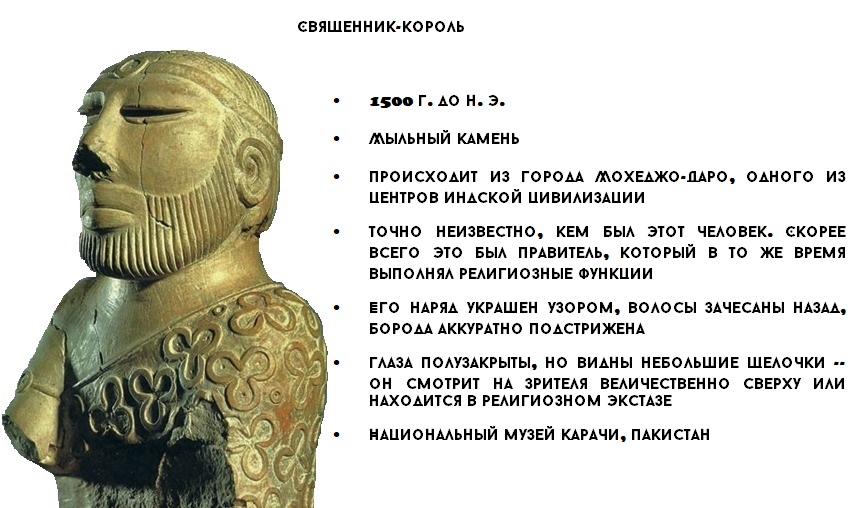 СВЯЩЕННИК-КОРОЛЬ
• 1500 Г. ДО Н. Э.
• МЫЛЬНЫЙ КАМЕНЬ
• ПРОИСХОДИТ ИЗ ГОРОДА МОХЕДЖО-ДАРО, ОДНОГО ИЗ
ЦЕНТРОВ ИНДСКОЙ ЦИВИЛИЗАЦИИ
• ТОЧНО НЕИЗВЕСТНО, КЕМ БЫЛ ЭТОТ ЧЕЛОВЕК. СКОРЕЕ
ВСЕГО ЭТО БЫЛ ПРАВИТЕЛЬ, КОТОРЫЙ В ТО ЖЕ ВРЕМЯ
ВЫПОЛНЯЛ РЕЛИГИОЗНЫЕ ФУНКЦИИ
• ЕГО НАРЯД УКРАШЕН УЗОРОМ, ВОЛОСЫ ЗАЧЕСАНЫ НАЗАД,
БОРОДА АККУРАТНО ПОДСТРИЖЕНА
• ГЛАЗА ПОЛУЗАКРЫТЫ, НО ВИДНЫ НЕБОЛЬШИЕ ЩЕЛОЧКИ --
ОН СМОТРИТ НА ЗРИТЕЛЯ ВЕЛИЧЕСТВЕННО СВЕРХУ ИЛИ
НАХОДИТСЯ В РЕЛИГИОЗНОМ ЭКСТАЗЕ
• НАЦИОНАЛЬНЫЙ МУЗЕЙ КАРАЧИ, ПАКИСТАН